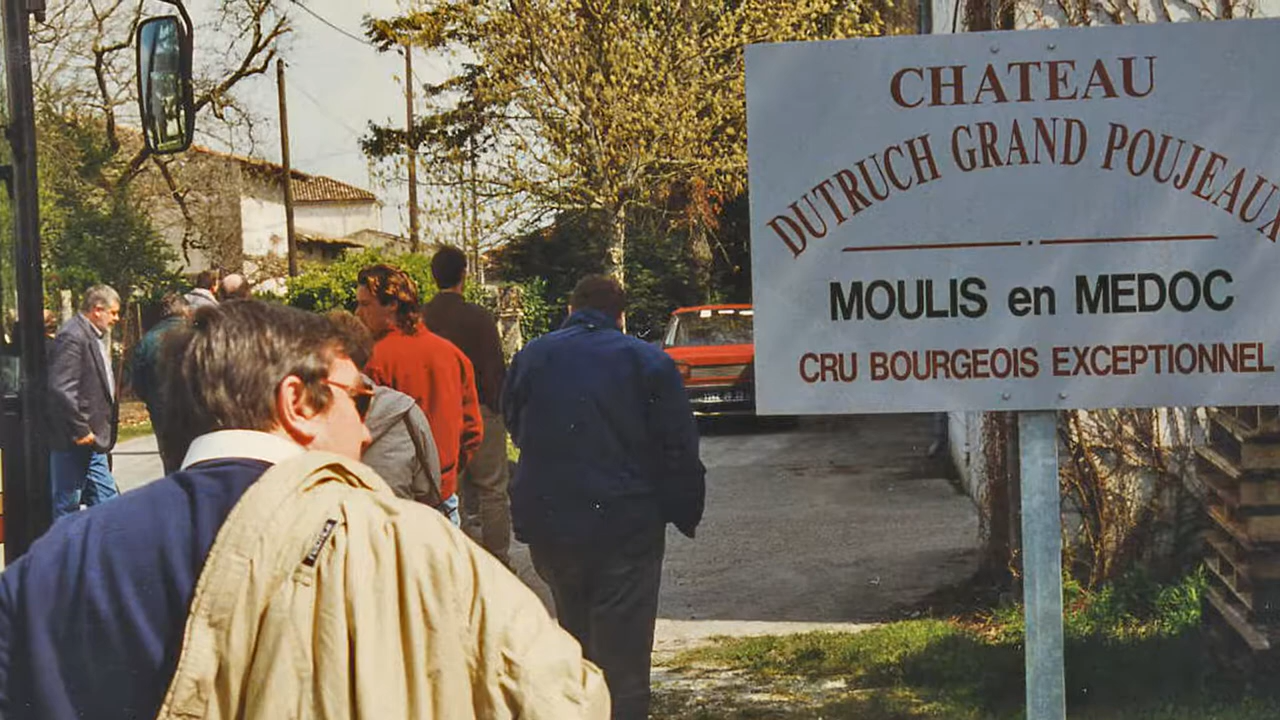 CHATEAU
DUTRUCH GRAND POUJEAUX
MOULIS en MEDOC
CRU BOURGEOIS EXCEPTIONNEL